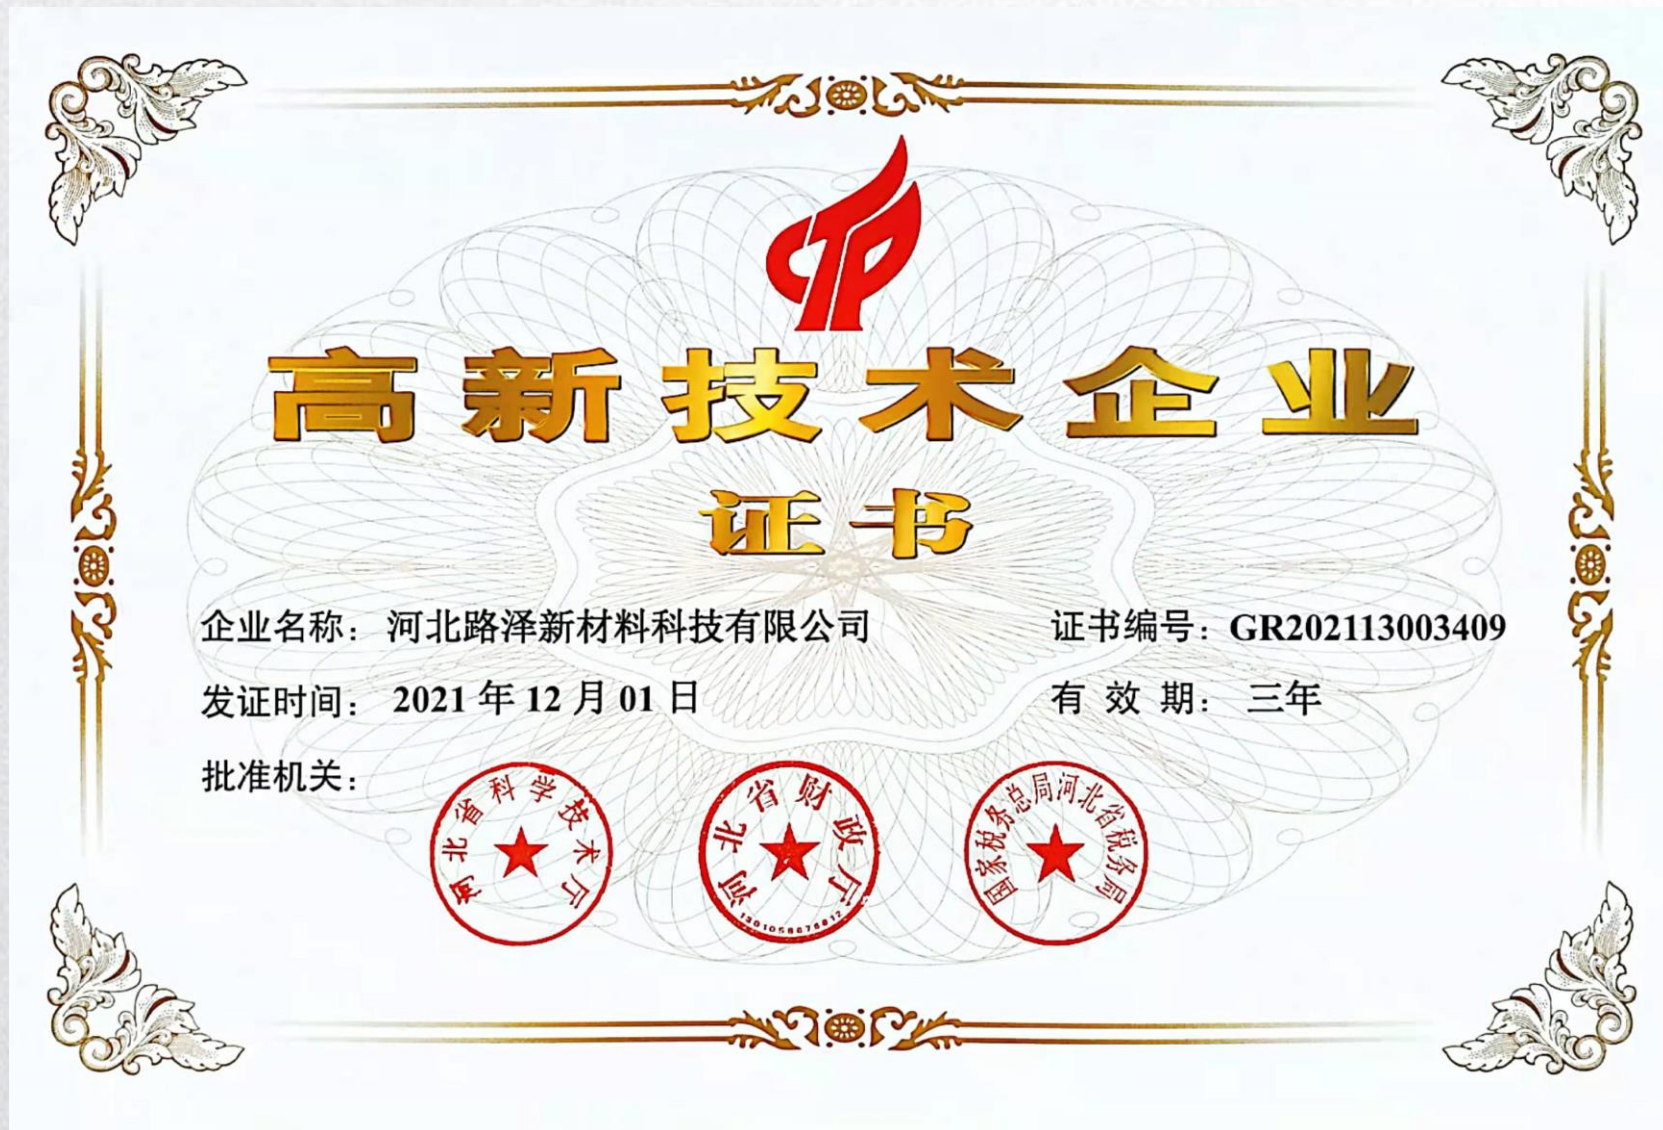 高新技术企业
证书
企业名称：河北路泽新材料科技有限公司
证书编号：GR202113003409
发证时间：2021年12月01日
有效期：三年
批准机关：
河北省科学技术厅
河北省财政厅
国家税务总局河北省税务局